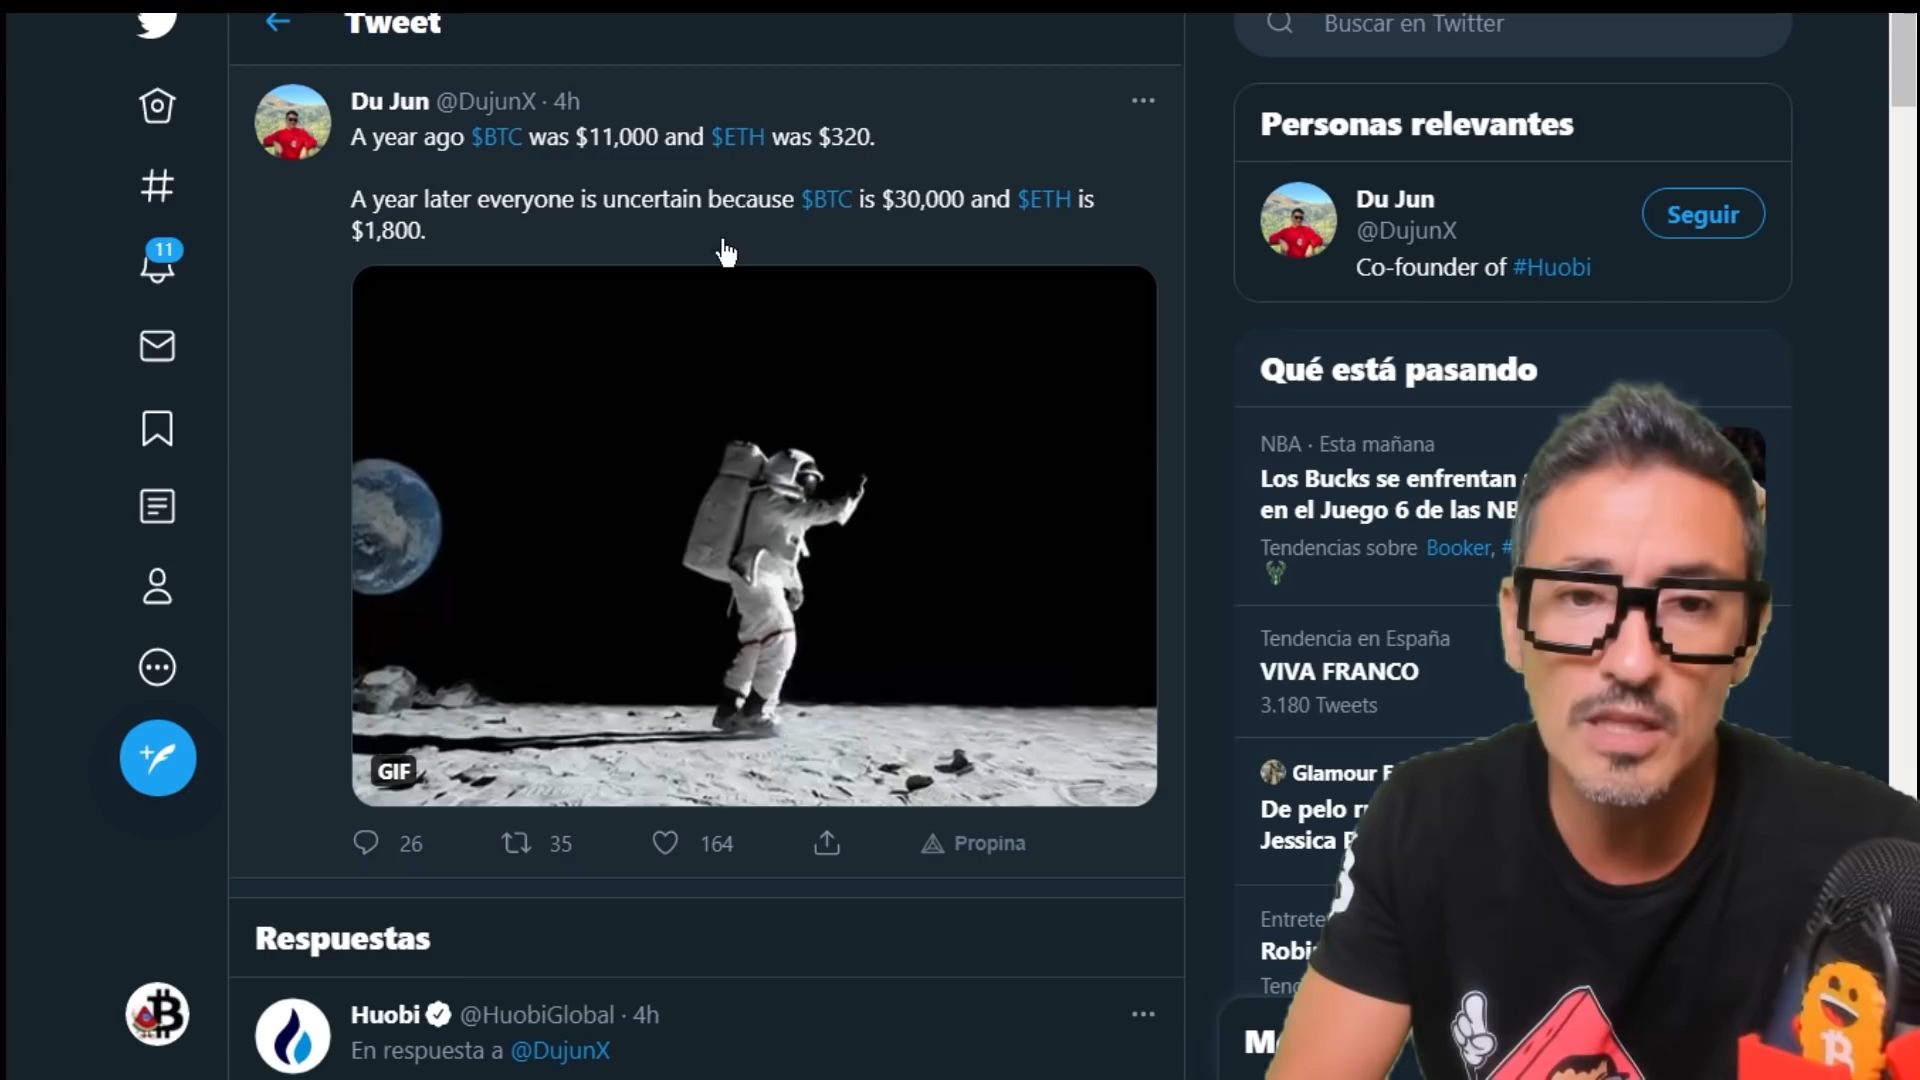 Tweet
Du Jun @DujunX · 4h
A year ago $BTC was $11,000 and $ETH was $320.
A year later everyone is uncertain because $BTC is $30,000 and $ETH is
$1,800.
GIF
26
35
164
Propina
Respuestas
Huobi @HuobiGlobal · 4h
En respuesta a @DujunX
11
Buscar en Twitter
Personas relevantes
Du Jun
@DujunX
Seguir
Co-founder of #Huobi
Qué está pasando
NBA · Esta mañana
Los Bucks se enfrentan
en el Juego 6 de las
Tendencias sobre Booker, #
Tendencia en España
VIVA FRANCO
3.180 Tweets
Glamour
De pelo
Jessica